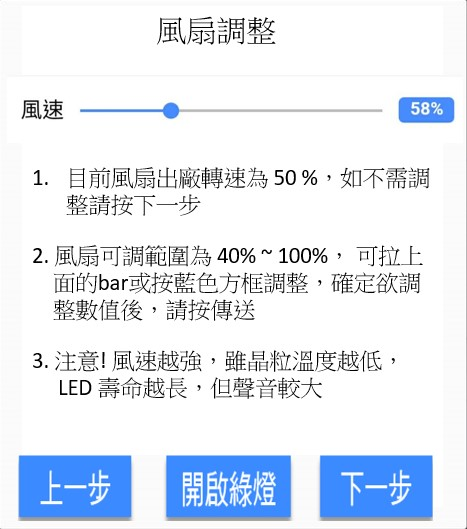 風扇調整
風速 58%
1. 目前風扇出廠轉速為 50 %，如不需調
整請按下一步
2. 風扇可調範圍為 40% ~ 100%， 可拉上
面的bar或按藍色方框調整，確定欲調
整數值後，請按傳送
3. 注意! 風速越強，雖晶粒溫度越低，
LED 壽命越長，但聲音較大
上一步 開啟綠燈 下一步